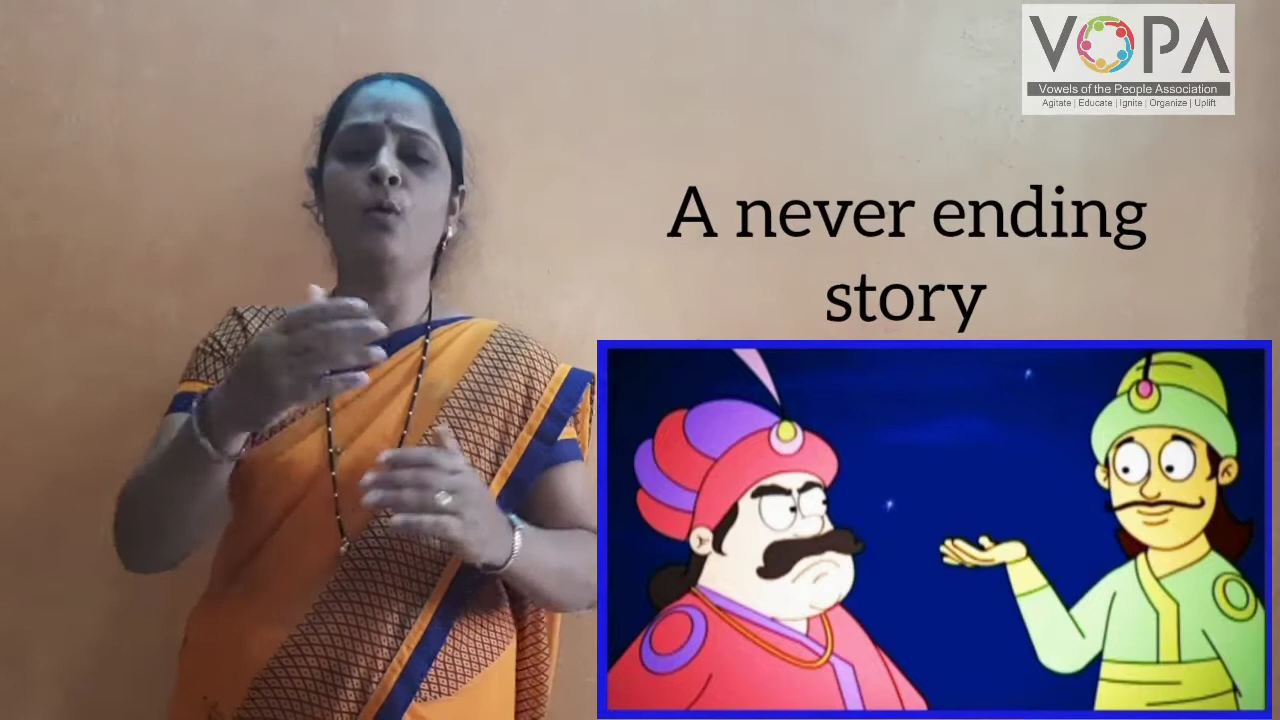 VOPA
Vowels of the People Association
Agitate | Educate | Ignite | Organize | Uplift
A never ending
story